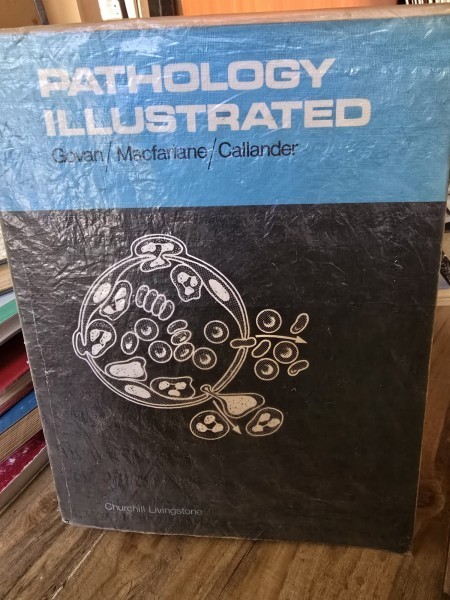 PATHOLOGY
ILLUSTRATED
Govan/Macfarlane/Callander
Churchill Livingstone